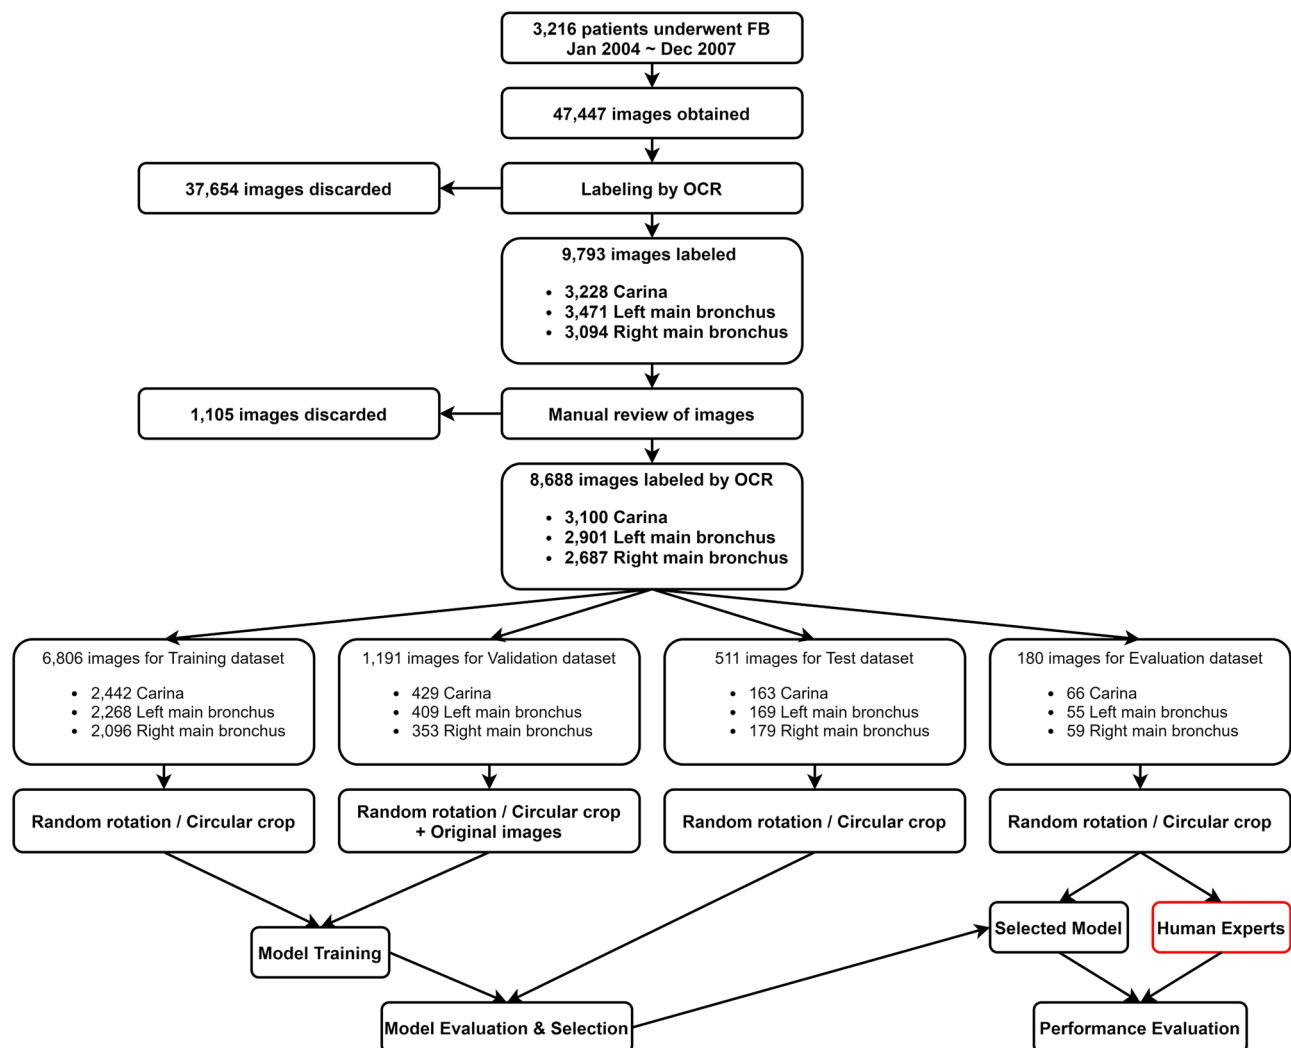 3,216 patients underwent FB
Jan 2004 ~ Dec 2007
47,447 images obtained
37,654 images discarded
Labeling by OCR
9,793 images labeled
• 3,228 Carina
• 3,471 Left main bronchus
• 3,094 Right main bronchus
1,105 images discarded
Manual review of images
8,688 images labeled by OCR
• 3,100 Carina
• 2,901 Left main bronchus
• 2,687 Right main bronchus
6,806 images for Training dataset
• 2,442 Carina
• 2,268 Left main bronchus
• 2,096 Right main bronchus
1,191 images for Validation dataset
• 429 Carina
• 409 Left main bronchus
• 353 Right main bronchus
511 images for Test dataset
• 163 Carina
• 169 Left main bronchus
• 179 Right main bronchus
180 images for Evaluation dataset
• 66 Carina
• 55 Left main bronchus
• 59 Right main bronchus
Random rotation / Circular crop
Random rotation / Circular crop
+ Original images
Random rotation / Circular crop
Random rotation / Circular crop
Model Training
Selected Model
Human Experts
Model Evaluation & Selection
Performance Evaluation